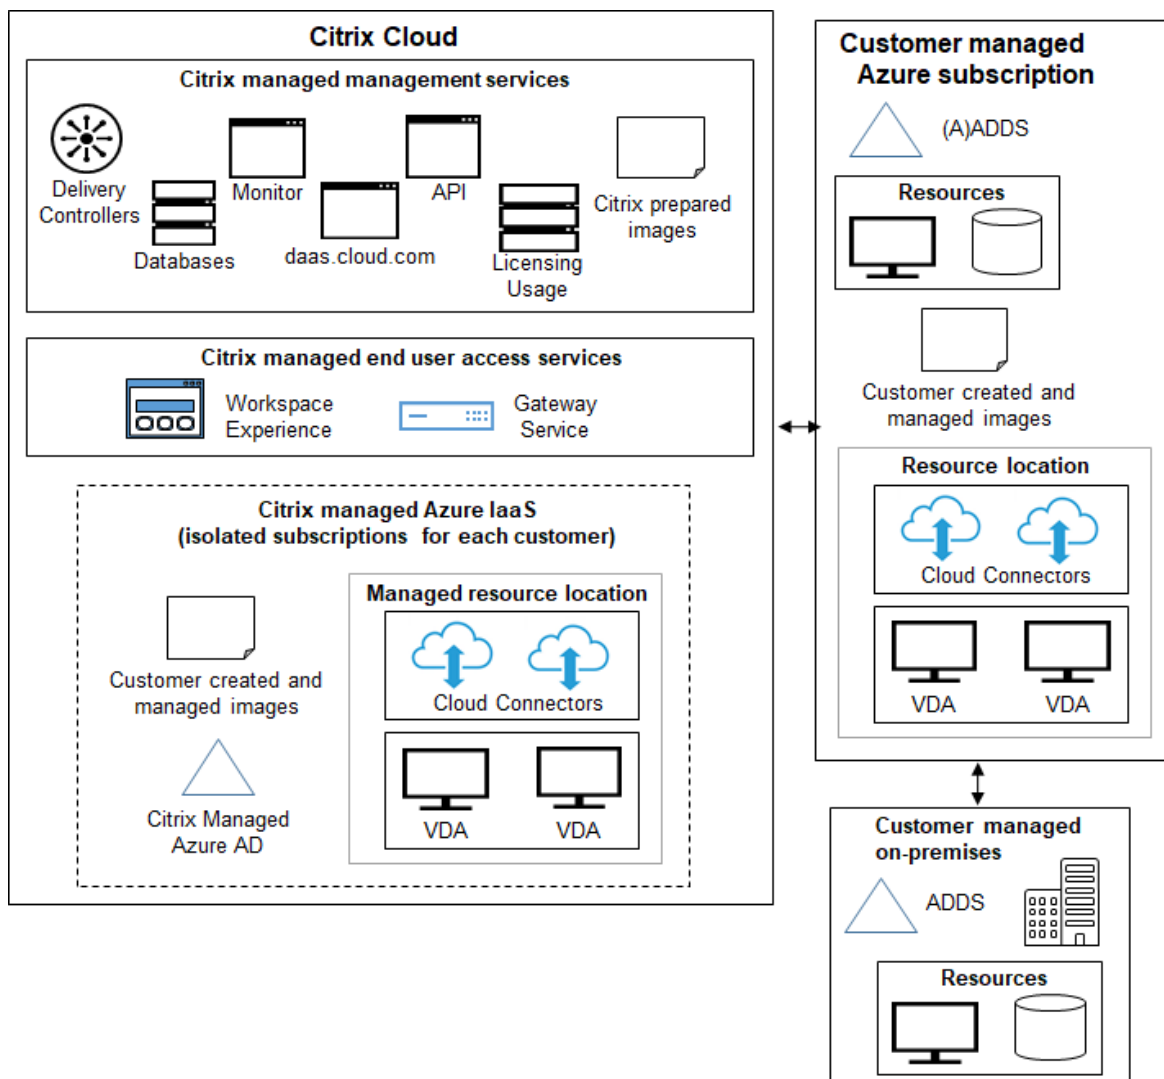 Citrix Cloud
Citrix managed management services
Delivery
Controllers
Databases
Monitor
daas.cloud.com
API
Licensing
Usage
Citrix prepared
images
Citrix managed end user access services
Workspace
Experience
Gateway
Service
Citrix managed Azure IaaS
(isolated subscriptions for each customer)
Customer created and
managed images
Citrix Managed
Azure AD
Managed resource location
Cloud Connectors
VDA
VDA
Customer managed
Azure subscription
(A)ADDS
Resources
Customer created and
managed images
Resource location
Cloud Connectors
VDA
VDA
Customer managed
on-premises
ADDS
Resources